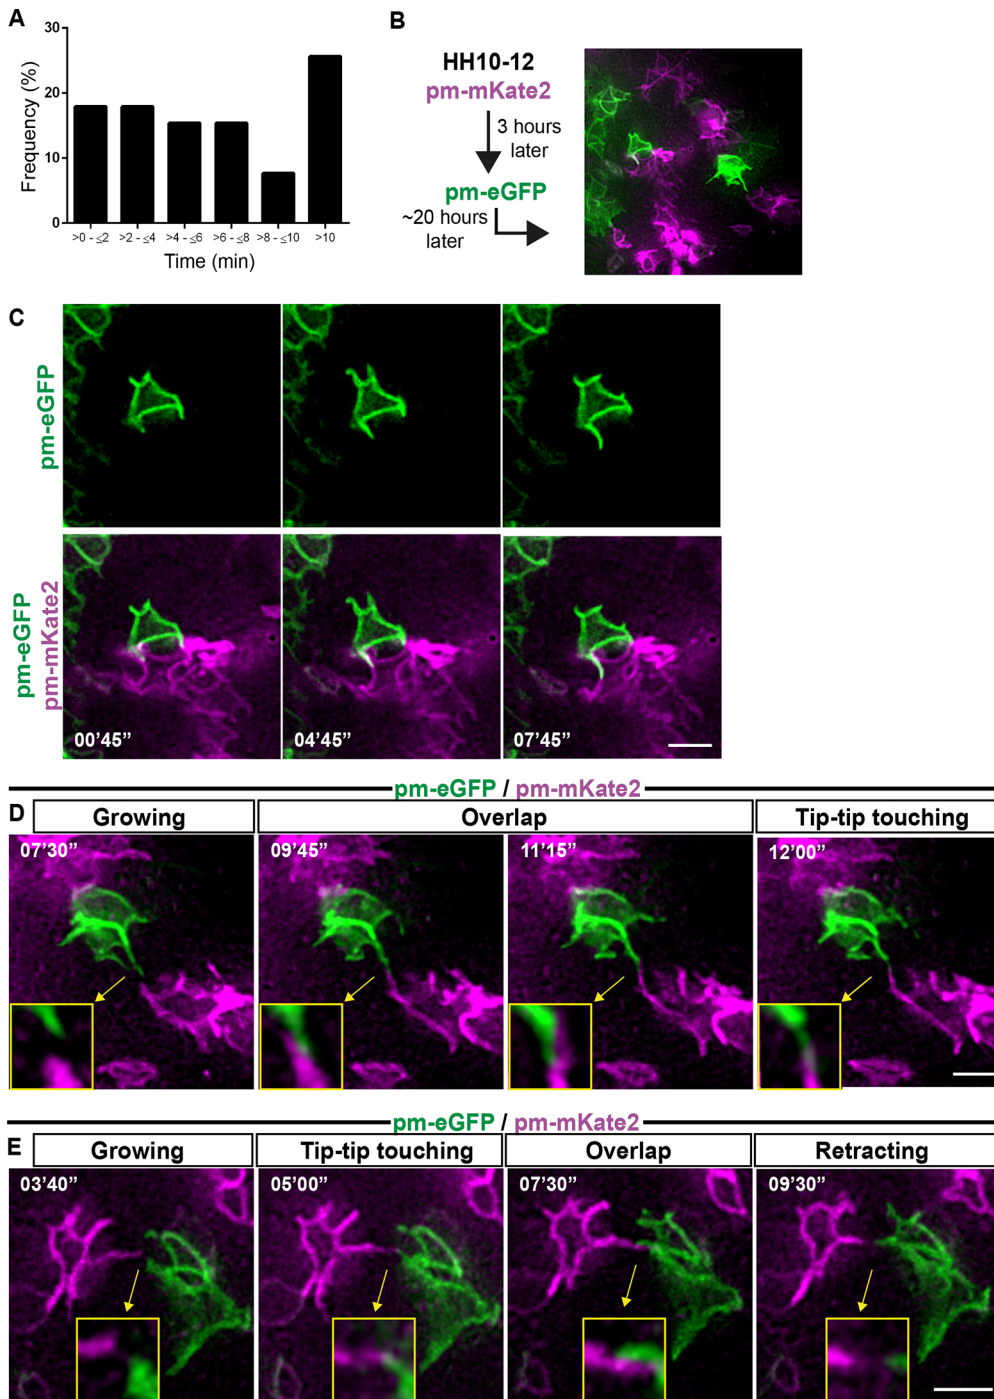 A
30
20
10
0
Frequency (%)
>0 - ≤2 >2 - ≤4 >4 - ≤6 >6 - ≤8 >8 - ≤10 >10
Time (min)
B
HH10-12
pm-mKate2
3 hours
later
pm-eGFP
~20 hours
later
C
pm-eGFP
pm-eGFP
pm-mKate2
00'45” 04'45” 07'45”
pm-eGFP / pm-mKate2
D
Growing Overlap Tip-tip touching
07'30” 09'45” 11'15” 12'00”
pm-eGFP / pm-mKate2
E
Growing Tip-tip touching Overlap Retracting
03'40” 05'00” 07'30” 09'30”